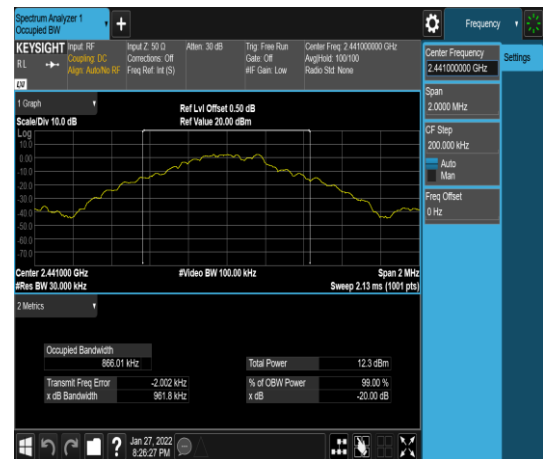 Spectrum Analyzer 1
Occupied BW
Frequency
KEYSIGHT
Input: RF
Coupling: DC
Align: Auto/No RF
Input Z: 50 Ω
Corrections: Off
Freq Ref: Int (S)
Atten: 30 dB
Trig: Free Run
Gate: Off
#IF Gain: Low
Center Freq: 2.441000000 GHz
Avg|Hold: 100/100
Radio Std: None
RL
LXI
Center Frequency
2.441000000 GHz
Settings
Span
2.0000 MHz
CF Step
200.000 kHz
Auto
Man
Freq Offset
0 Hz
1 Graph
Scale/Div 10.0 dB
Ref Lvl Offset 0.50 dB
Ref Value 20.00 dBm
Log
10.0
0.00
-10.0
-20.0
-30.0
-40.0
-50.0
-60.0
-70.0
Center 2.441000 GHz
#Res BW 30.000 kHz
#Video BW 100.00 kHz
Span 2 MHz
Sweep 2.13 ms (1001 pts)
2 Metrics
Occupied Bandwidth
866.01 kHz
Total Power 12.3 dBm
Transmit Freq Error -2.002 kHz
% of OBW Power 99.00 %
x dB Bandwidth 961.8 kHz
x dB -20.00 dB
Jan 27, 2022
8:26:27 PM